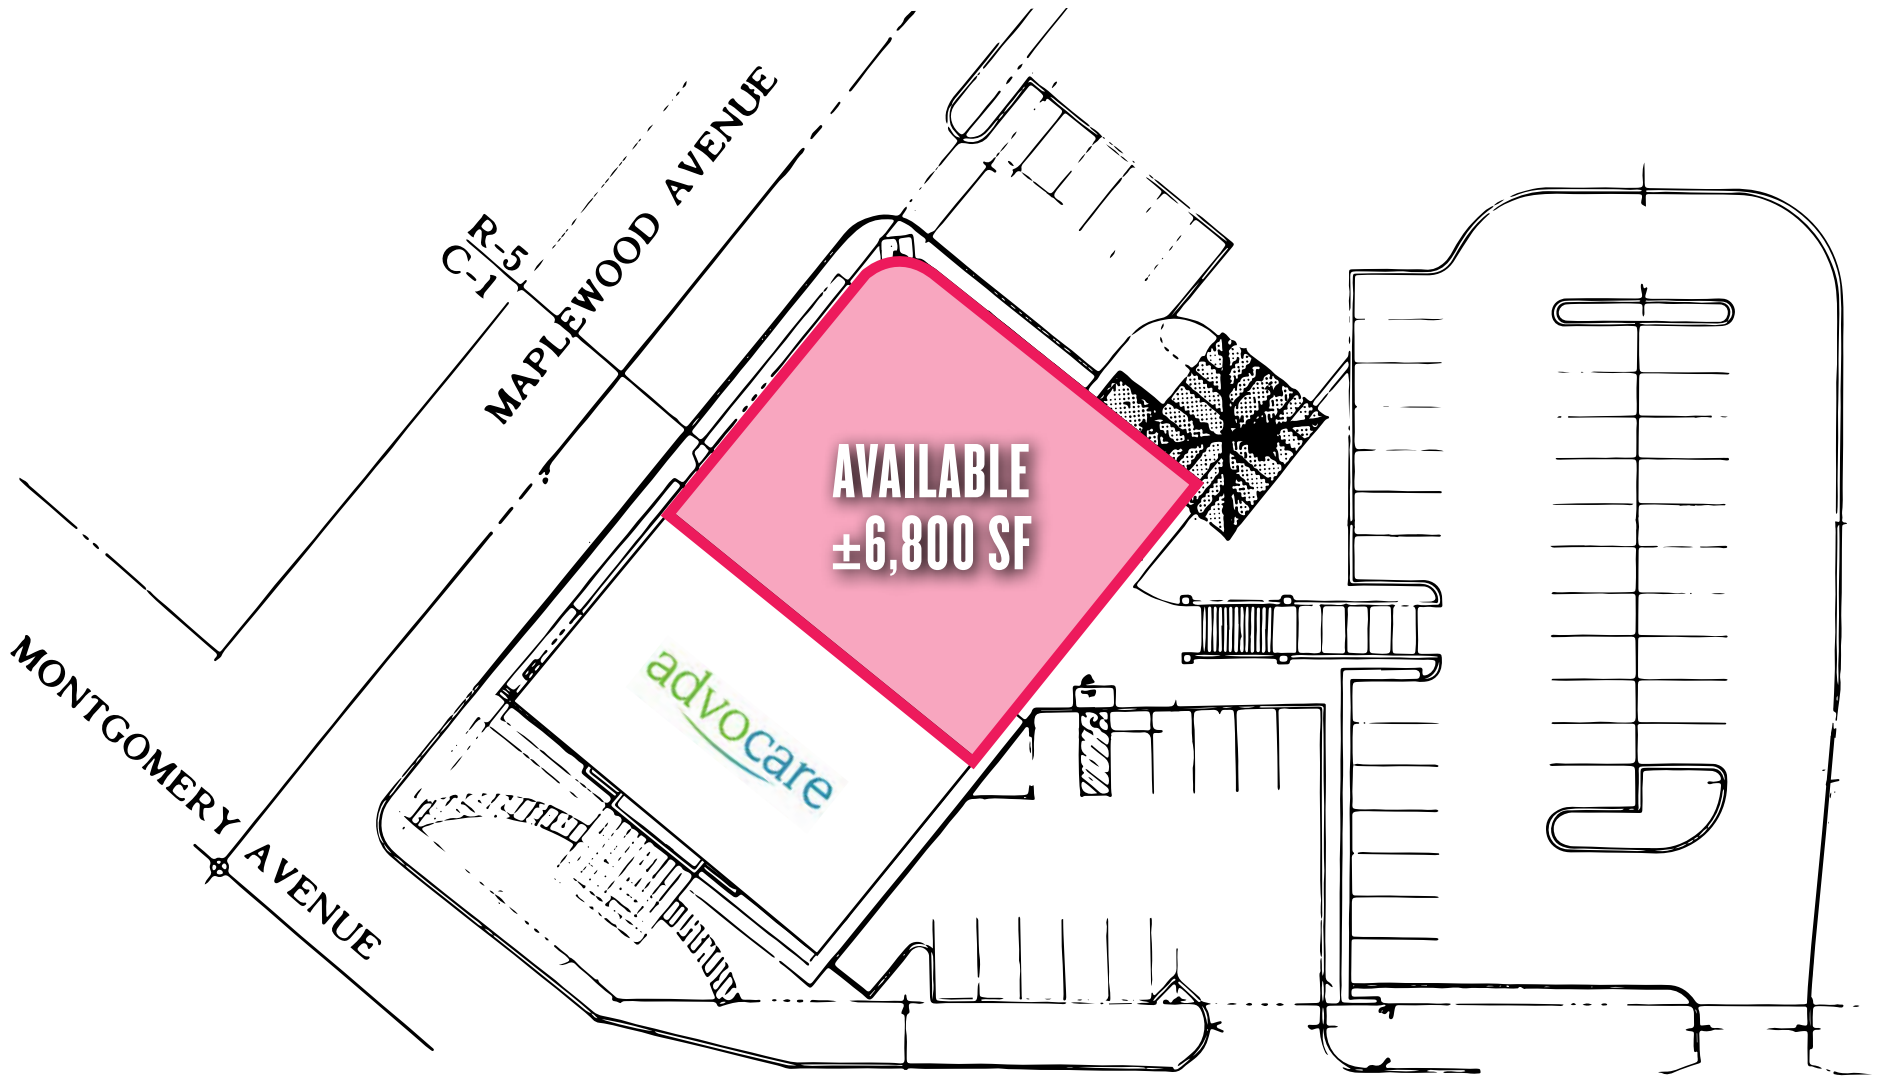 MAPLEWOOD AVENUE
R-5
C-1
AVAILABLE
±6,800 SF
advocare
MONTGOMERY AVENUE